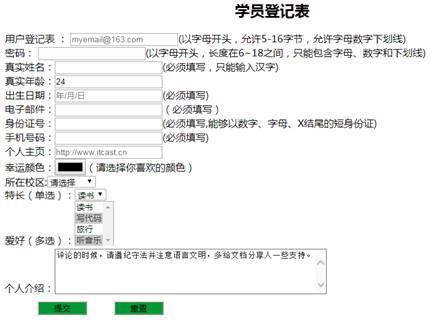 学员登记表
用户登记表 ： myemail@163.com (以字母开头，允许5-16字节，允许字母数字下划线)
密码： (以字母开头，长度在6~18之间，只能包含字母、数字和下划线)
真实姓名： (必须填写，只能输入汉字)
真实年龄： 24
出生日期： 年/月/日 (必须填写)
电子邮件： （必须填写）
身份证号： (必须填写,能够以数字、字母、X结尾的短身份证)
手机号码： (必须填写)
个人主页： http://www.itcast.cn
幸运颜色： （请选择你喜欢的颜色）
所在校区: 请选择
特长（单选）： 读书
读书
写代码
旅行
爱好（多选）： 听音乐
评论的时候，请遵纪守法并注意语言文明，多给文档分享人一些支持。
个人介绍：
提交 重置